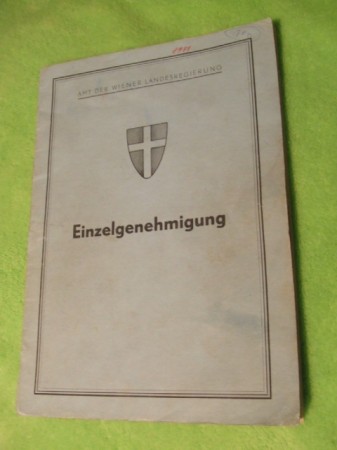 AMT DER WIENER LANDESREGIERUNG
Einzelgenehmigung